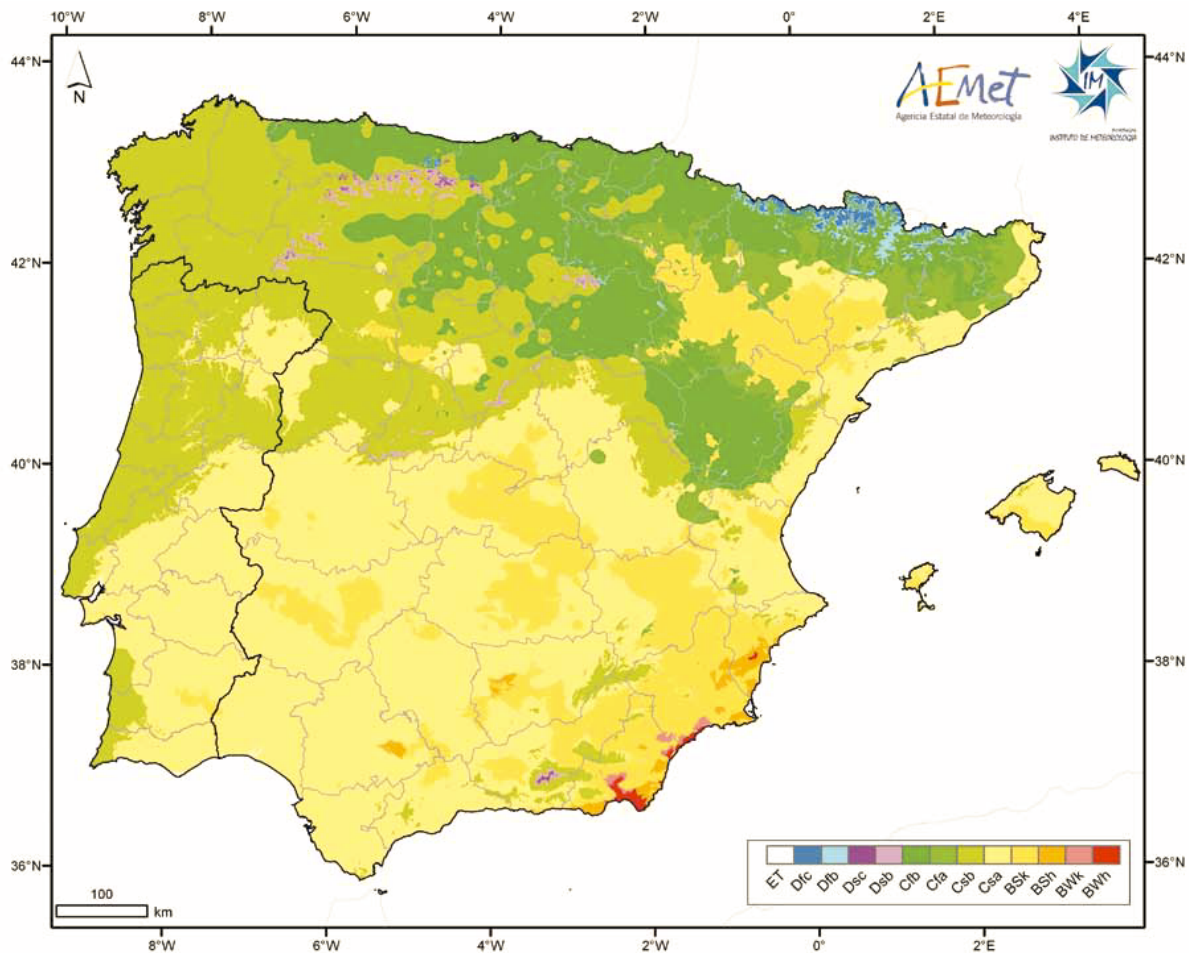 10°W 8°W 6°W 4°W 2°W 0° 2°E 4°E
44°N 44°N
N
AEMet
Agencia Estatal de Meteorología
IM
INSTITUTO DE METEOROLOGIA
42°N 42°N
40°N 40°N
38°N 38°N
36°N 36°N
ET Dfc Dfb Dsc Dsb Cfb Cfa Csb Csa BSk BSh BWk BWh
100
km
8°W 6°W 4°W 2°W 0° 2°E